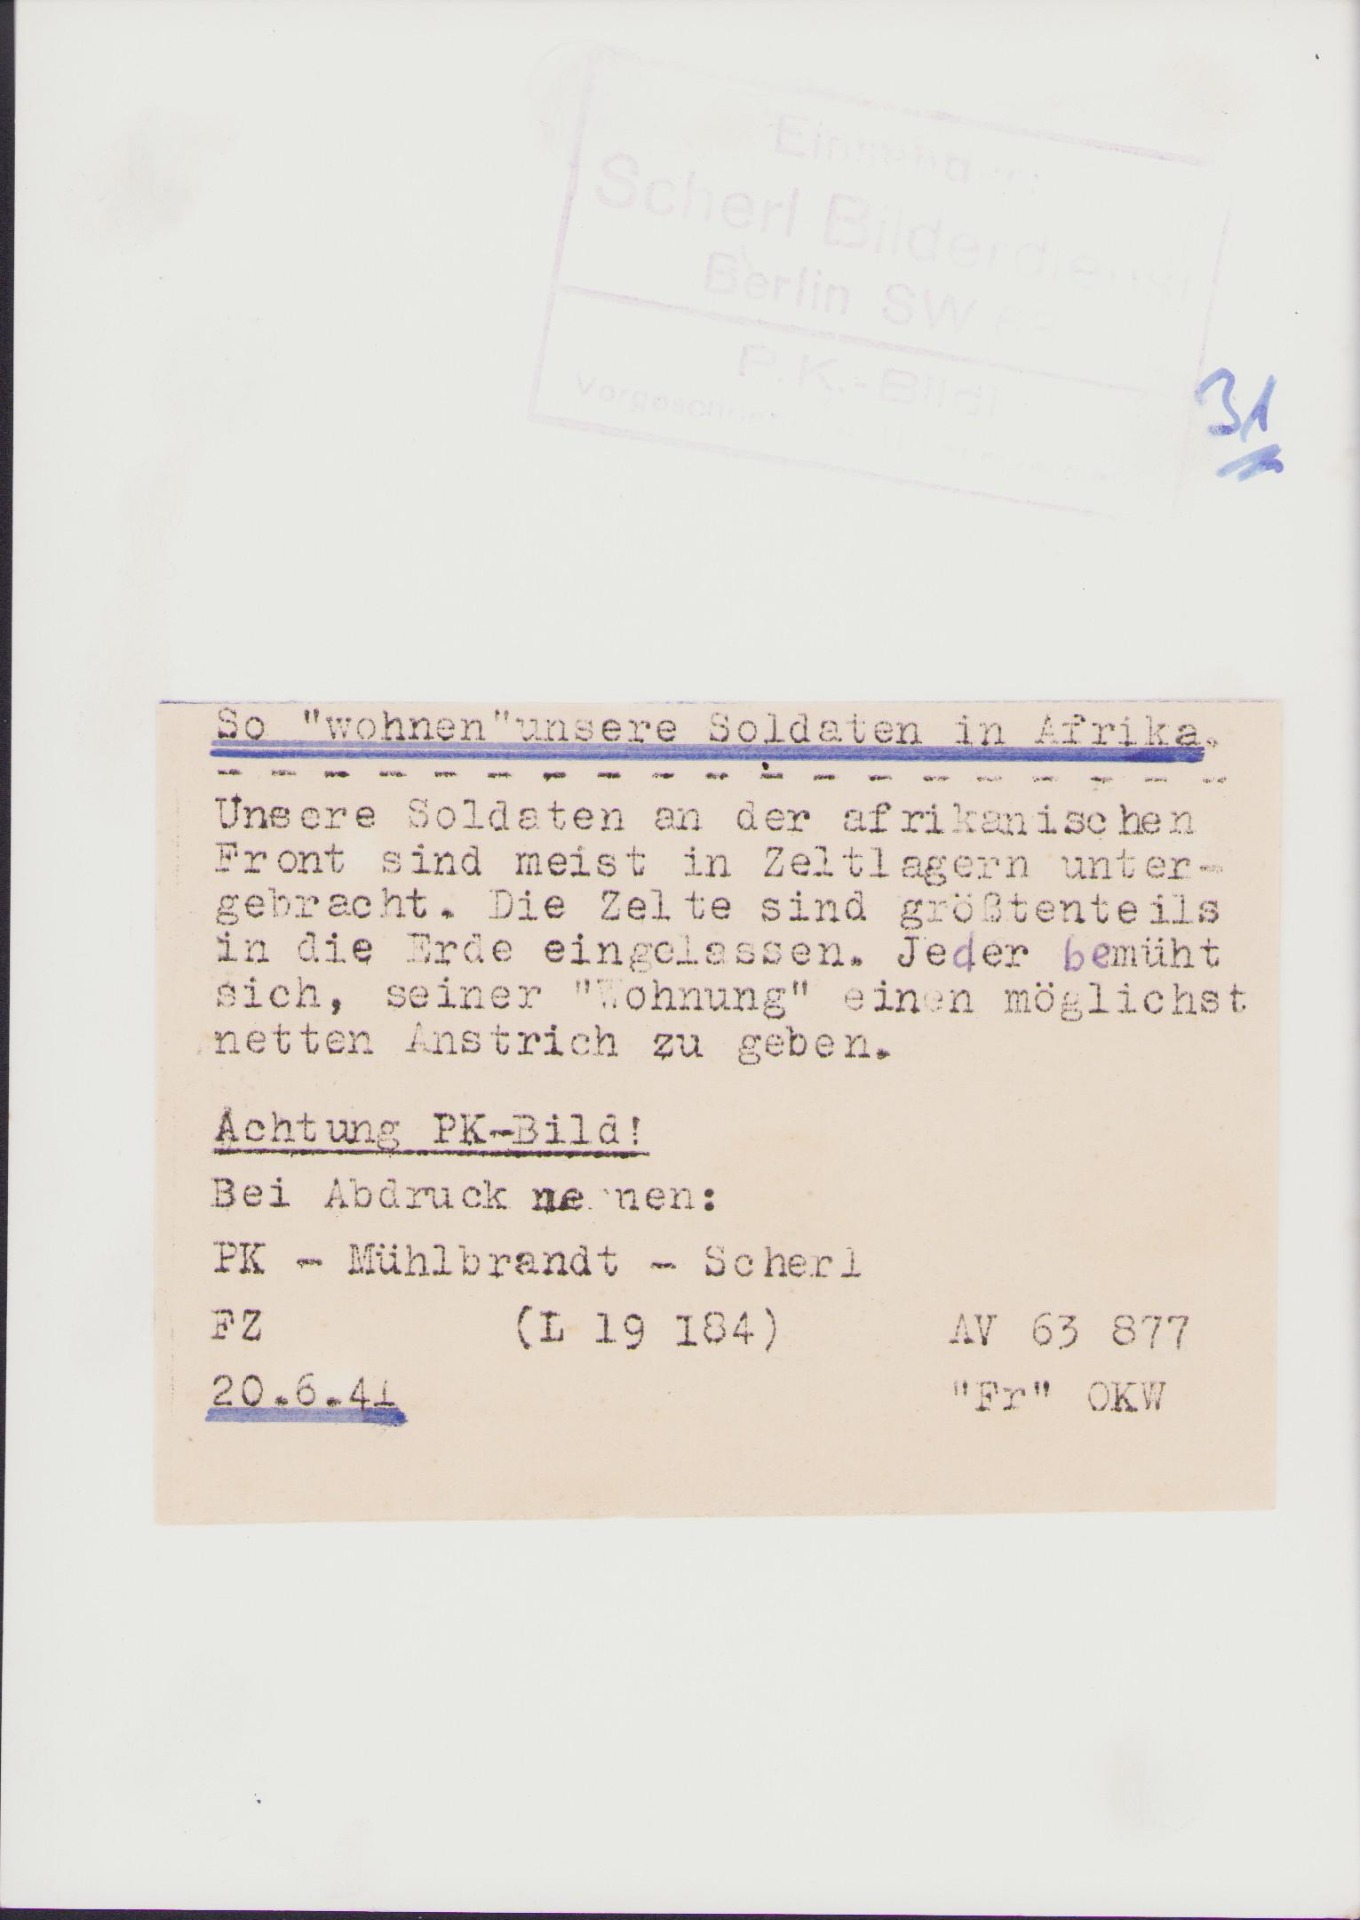 Scherl Bilderdienst
Berlin SW
P.K.-Bild!
31
So "wohnen"unsere Soldaten in Afrika.
- - - - - - - - - - - - - - - - - - -
Unsere Soldaten an der afrikanischen
Front sind meist in Zeltlagern unter-
gebracht. Die Zelte sind größtenteils
in die Erde eingelassen. Jeder bemüht
sich, seiner "Wohnung" einen möglichst
netten Anstrich zu geben.
Achtung PK-Bild!
Bei Abdruck nennen:
PK - Mühlbrandt - Scherl
FZ (L 19 184) AV 63 877
20.6.41 "Fr" OKW